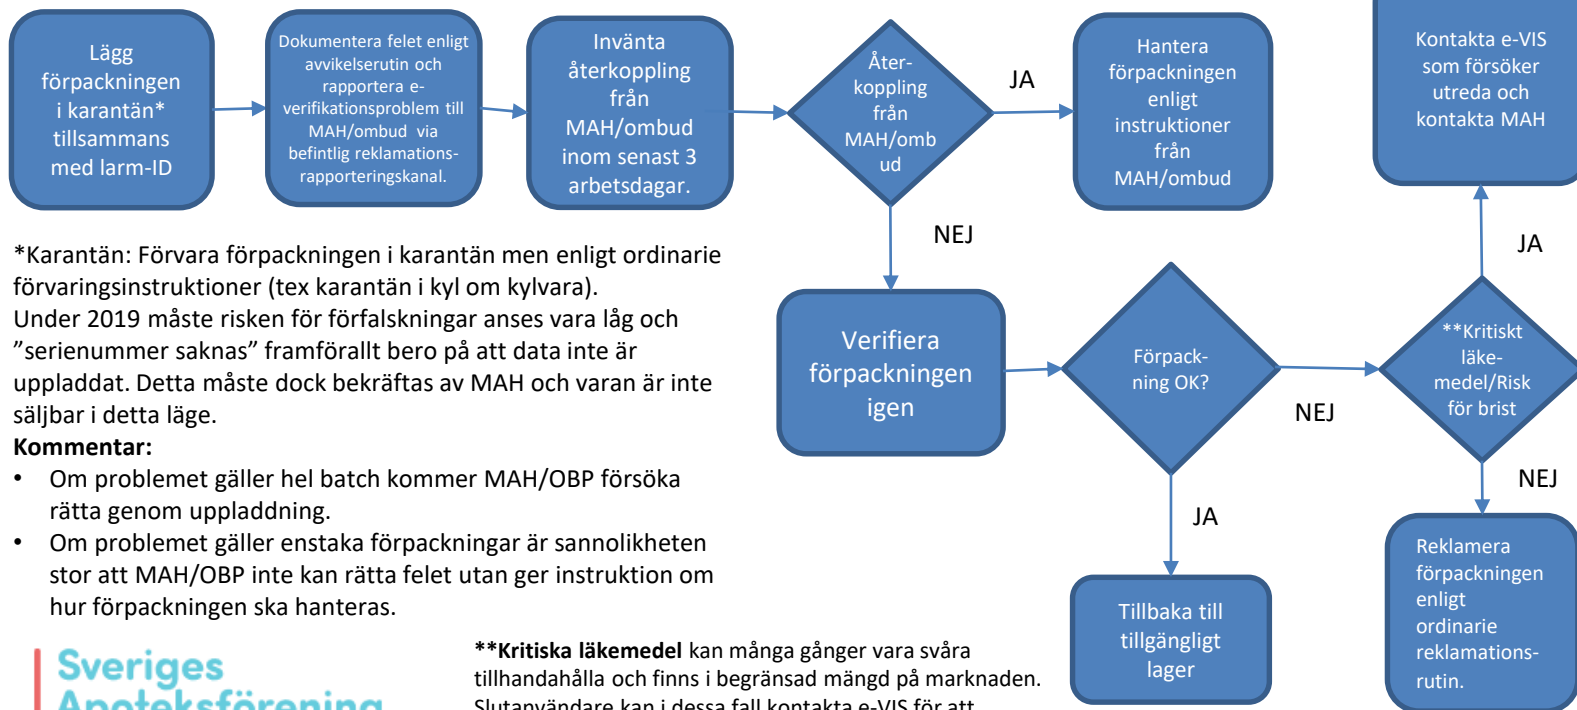 Lägg
förpackningen
i karantän*
tillsammans
med larm-ID
Dokumentera felet enligt
avvikelserutin och
rapportera e-
verifikationsproblem till
MAH/ombud via
befintlig reklamations-
rapporteringskanal.
Invänta
återkoppling
från
MAH/ombud
inom senast 3
arbetsdagar.
Åter-
koppling
från
MAH/omb
ud
JA
Hantera
förpackningen
enligt
instruktioner
från
MAH/ombud
Kontakta e-VIS
som försöker
utreda och
kontakta MAH
NEJ
JA
*Karantän: Förvara förpackningen i karantän men enligt ordinarie
förvaringsinstruktioner (tex karantän i kyl om kylvara).
Under 2019 måste risken för förfalskningar anses vara låg och
”serienummer saknas” framförallt bero på att data inte är
uppladdat. Detta måste dock bekräftas av MAH och varan är inte
säljbar i detta läge.
Kommentar:
• Om problemet gäller hel batch kommer MAH/OBP försöka
rätta genom uppladdning.
• Om problemet gäller enstaka förpackningar är sannolikheten
stor att MAH/OBP inte kan rätta felet utan ger instruktion om
hur förpackningen ska hanteras.
Verifiera
förpackningen
igen
Förpack-
ning OK?
NEJ
**Kritiskt
läke-
medel/Risk
för brist
JA
NEJ
Tillbaka till
tillgängligt
lager
Reklamera
förpackningen
enligt
ordinarie
reklamations-
rutin.
Sveriges
Apoteksförening
**Kritiska läkemedel kan många gånger vara svåra
tillhandahålla och finns i begränsad mängd på marknaden.
Slutanvändare kan i dessa fall kontakta e-VIS för att